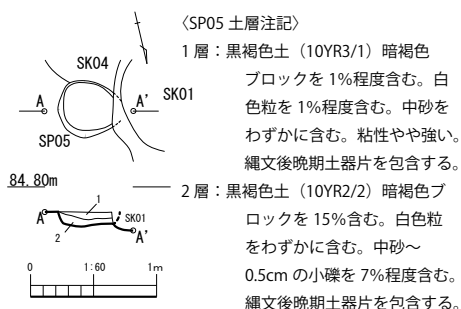 〈SP05 土層注記〉
1 層：黒褐色土（10YR3/1）暗褐色
ブロックを 1%程度含む。白
色粒を 1%程度含む。中砂を
わずかに含む。粘性やや強い。
縄文後晩期土器片を包含する。
2 層：黒褐色土（10YR2/2）暗褐色ブ
ロックを 15%含む。白色粒
をわずかに含む。中砂～
0.5cm の小礫を 7%程度含む。
縄文後晩期土器片を包含する。
SK04
A
A'
SK01
SP05
84.80m
1
A
SK01
2
A'
0 1:60 1m